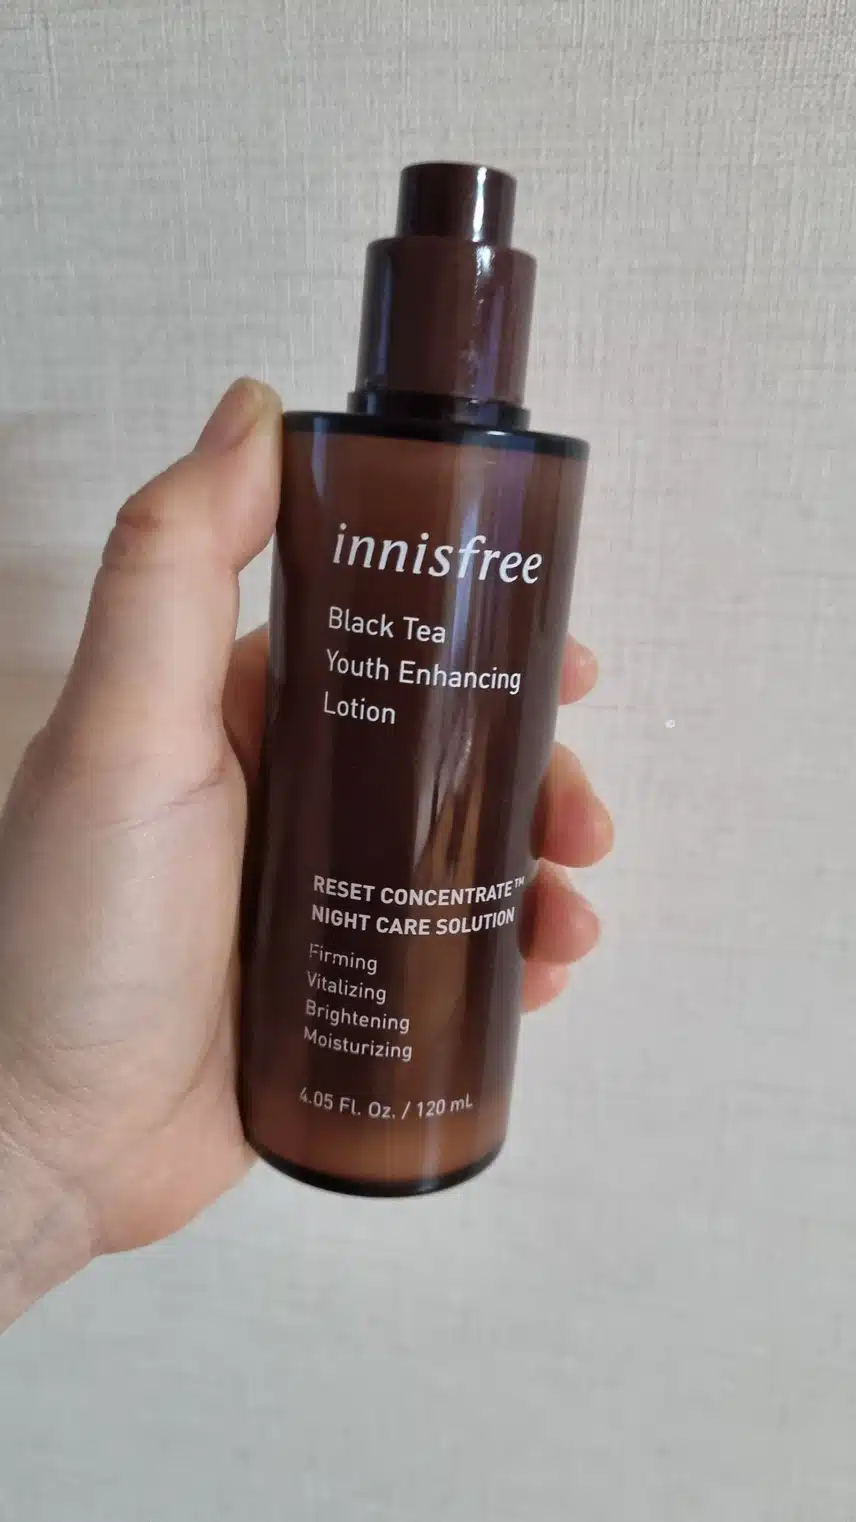 innisfree
Black Tea
Youth Enhancing
Lotion
RESET CONCENTRATE™
NIGHT CARE SOLUTION
Firming
Vitalizing
Brightening
Moisturizing
4.05 Fl. Oz. / 120 mL